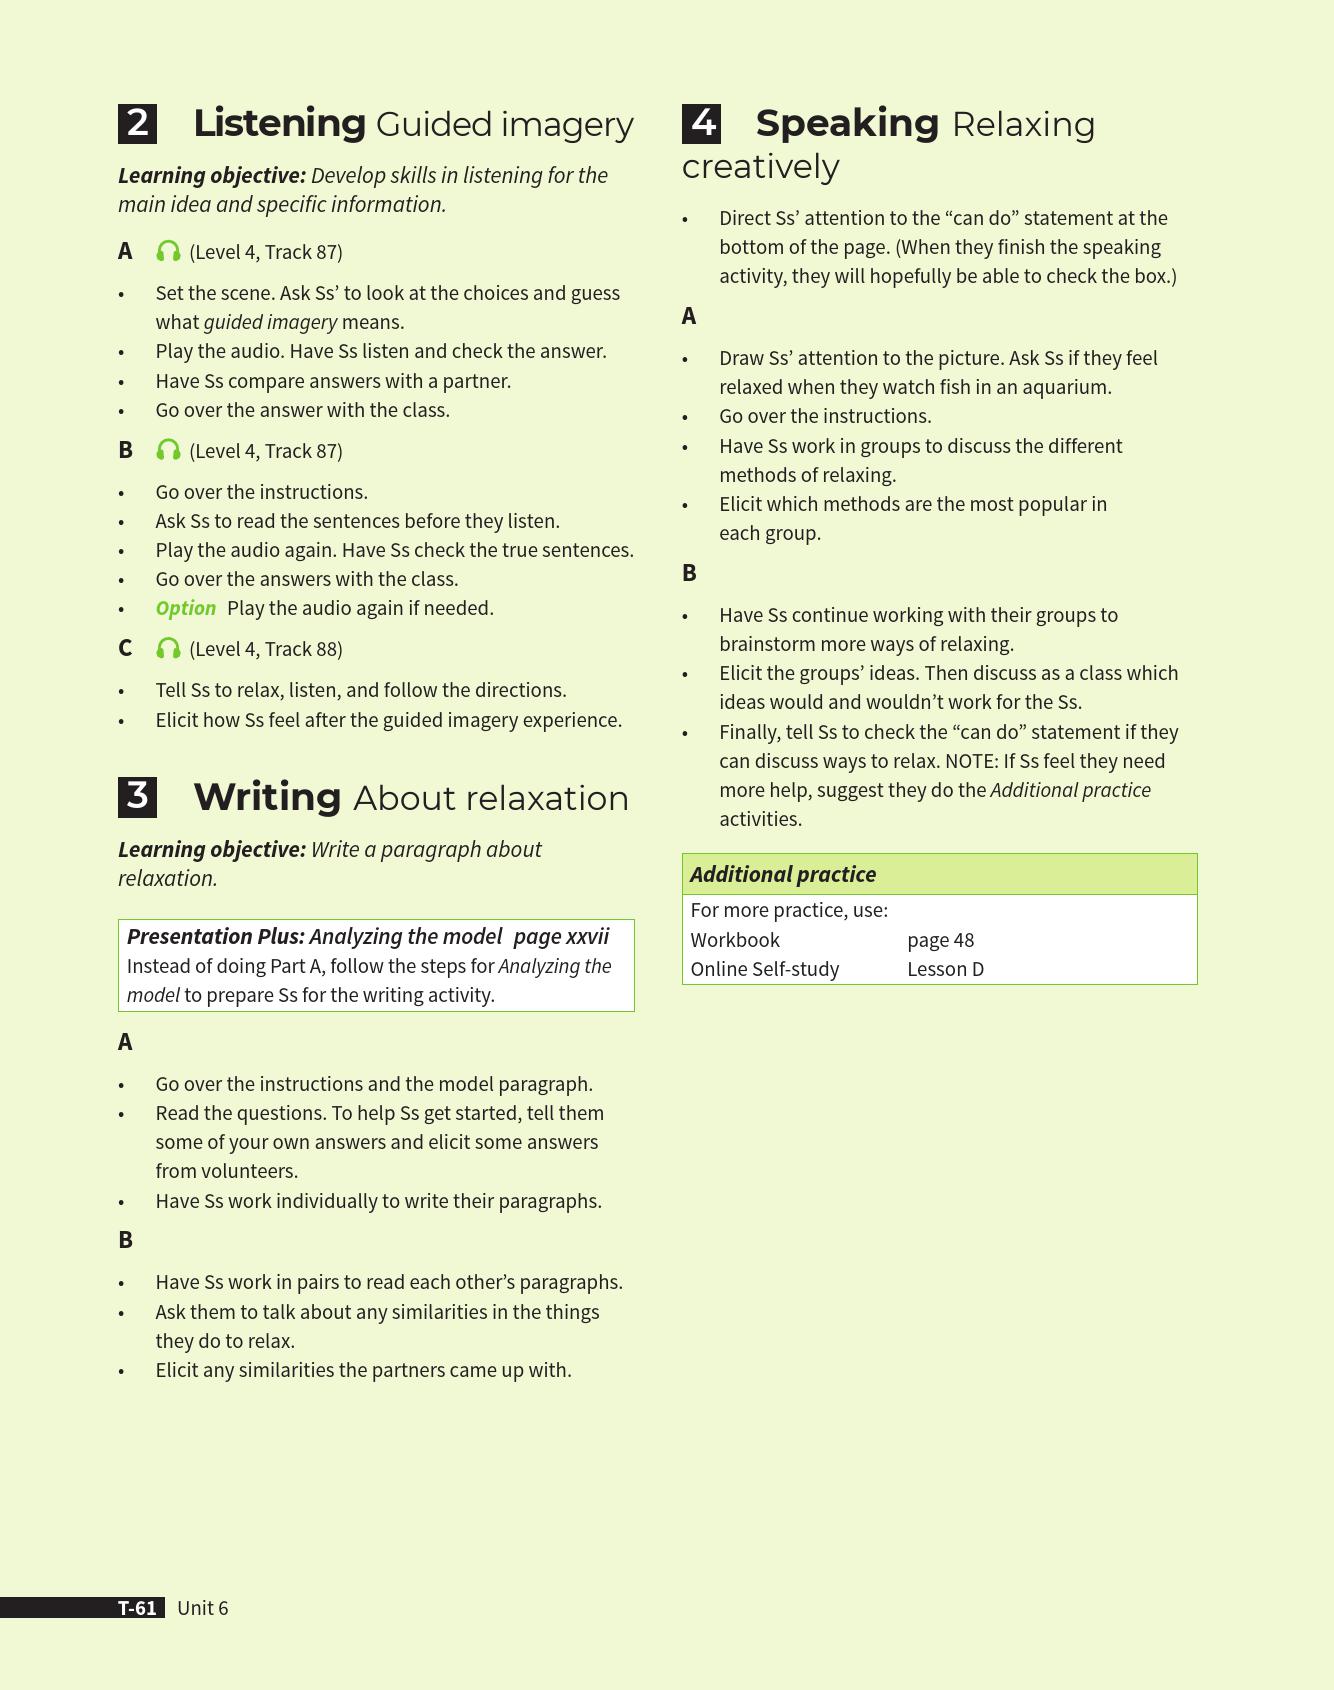 2 Listening Guided imagery
Learning objective: Develop skills in listening for the
main idea and specific information.
A (Level 4, Track 87)
• Set the scene. Ask Ss’ to look at the choices and guess
what guided imagery means.
• Play the audio. Have Ss listen and check the answer.
• Have Ss compare answers with a partner.
• Go over the answer with the class.
B (Level 4, Track 87)
• Go over the instructions.
• Ask Ss to read the sentences before they listen.
• Play the audio again. Have Ss check the true sentences.
• Go over the answers with the class.
• Option Play the audio again if needed.
C (Level 4, Track 88)
• Tell Ss to relax, listen, and follow the directions.
• Elicit how Ss feel after the guided imagery experience.
3 Writing About relaxation
Learning objective: Write a paragraph about
relaxation.
Presentation Plus: Analyzing the model page xxvii
Instead of doing Part A, follow the steps for Analyzing the
model to prepare Ss for the writing activity.
A
• Go over the instructions and the model paragraph.
• Read the questions. To help Ss get started, tell them
some of your own answers and elicit some answers
from volunteers.
• Have Ss work individually to write their paragraphs.
B
• Have Ss work in pairs to read each other’s paragraphs.
• Ask them to talk about any similarities in the things
they do to relax.
• Elicit any similarities the partners came up with.
4 Speaking Relaxing
creatively
• Direct Ss’ attention to the “can do” statement at the
bottom of the page. (When they finish the speaking
activity, they will hopefully be able to check the box.)
A
• Draw Ss’ attention to the picture. Ask Ss if they feel
relaxed when they watch fish in an aquarium.
• Go over the instructions.
• Have Ss work in groups to discuss the different
methods of relaxing.
• Elicit which methods are the most popular in
each group.
B
• Have Ss continue working with their groups to
brainstorm more ways of relaxing.
• Elicit the groups’ ideas. Then discuss as a class which
ideas would and wouldn’t work for the Ss.
• Finally, tell Ss to check the “can do” statement if they
can discuss ways to relax. NOTE: If Ss feel they need
more help, suggest they do the Additional practice
activities.
Additional practice
For more practice, use:
Workbook page 48
Online Self-study Lesson D
T-61 Unit 6